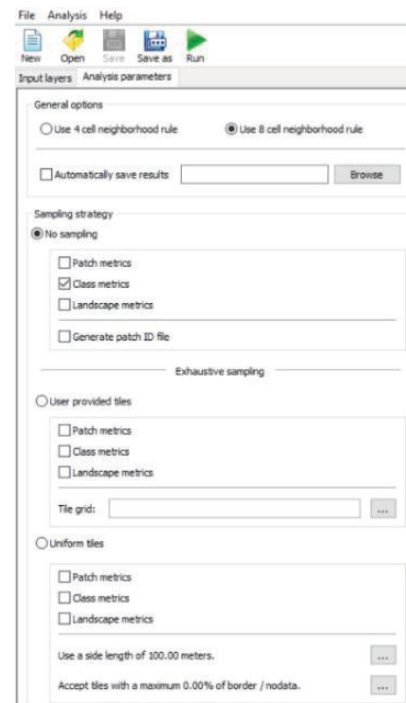 File Analysis Help
New Open Save Save as Run
Input layers Analysis parameters
General options
Use 4 cell neighborhood rule Use 8 cell neighborhood rule
Automatically save results Browse
Sampling strategy
No sampling
Patch metrics
Class metrics
Landscape metrics
Generate patch ID file
Exhaustive sampling
User provided tiles
Patch metrics
Class metrics
Landscape metrics
Tile grid: ...
Uniform tiles
Patch metrics
Class metrics
Landscape metrics
Use a side length of 100.00 meters. ...
Accept tiles with a maximum 0.00% of border / nodata. ...